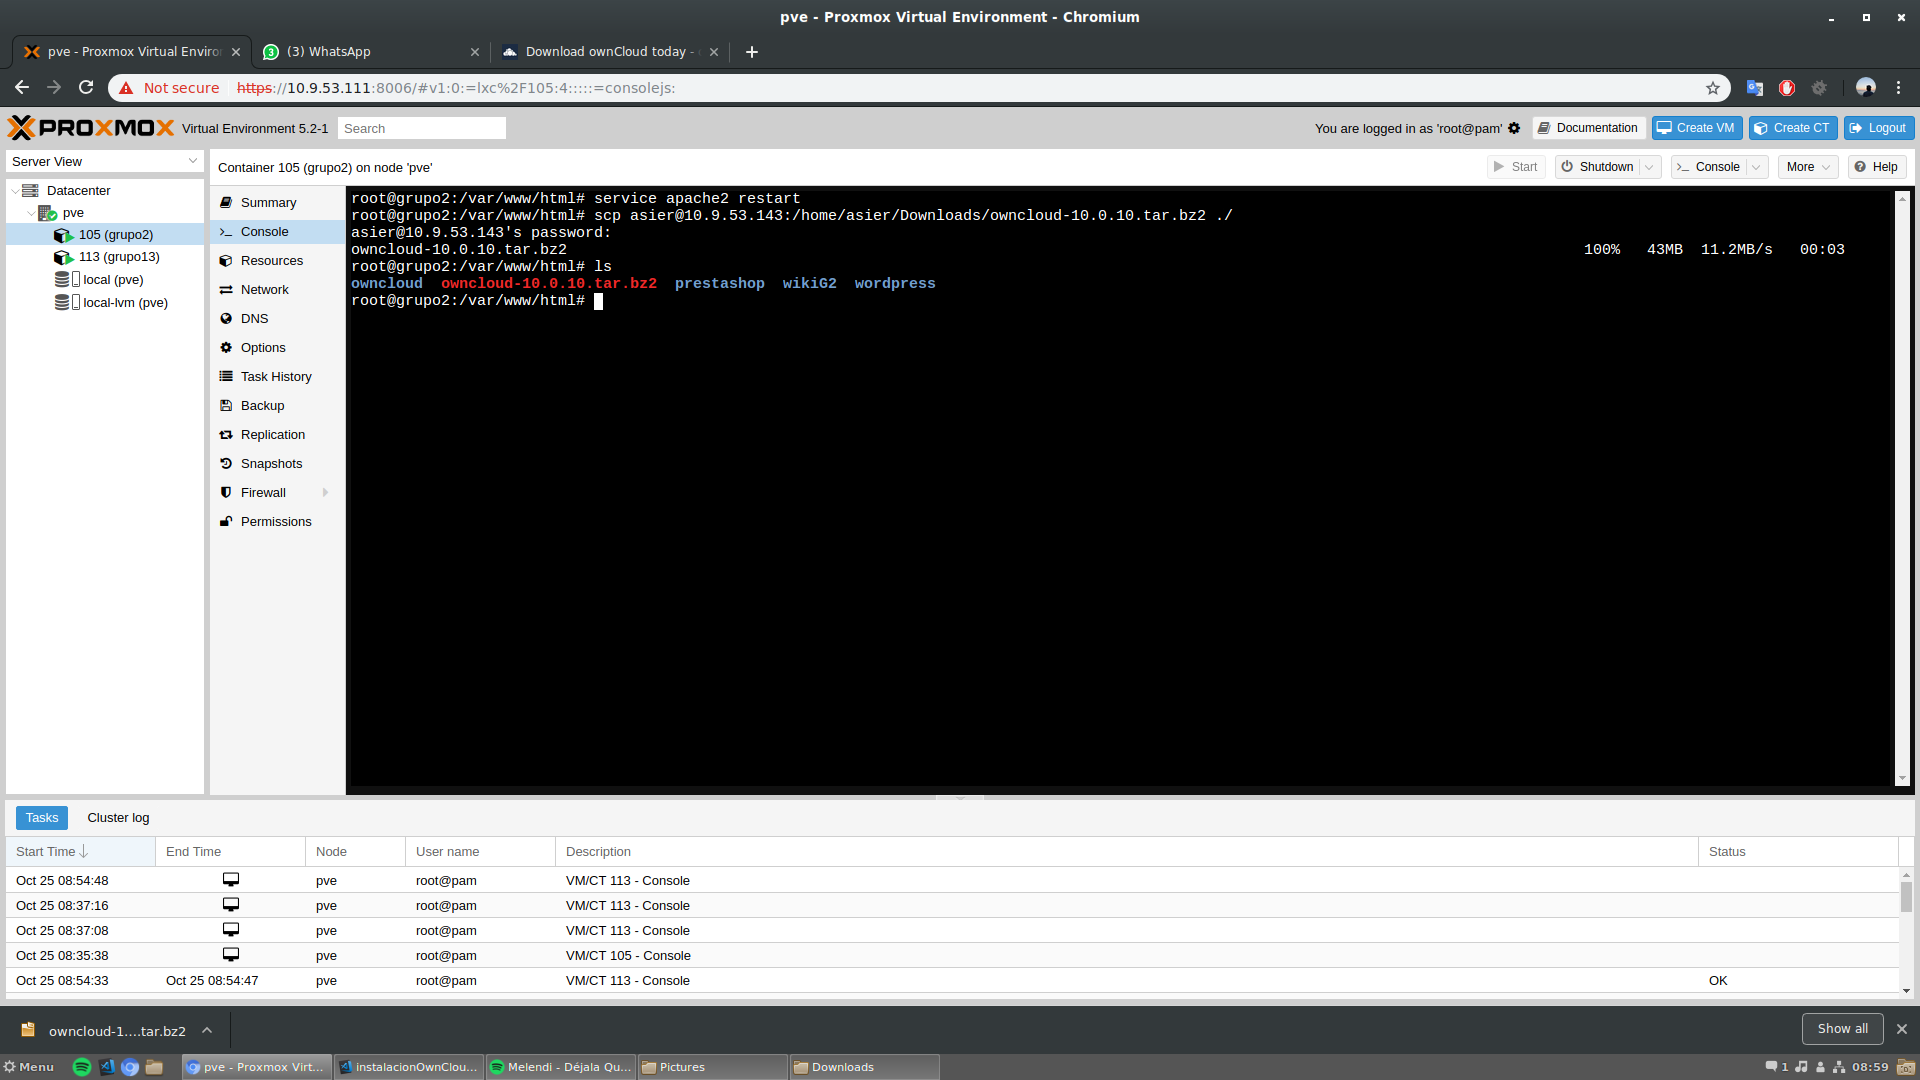 pve - Proxmox Virtual Environment - Chromium
pve - Proxmox Virtual Enviro
3 (3) WhatsApp
Download ownCloud today -
Not secure https://10.9.53.111:8006/#v1:0:=lxc%2F105:4:::::=consolejs:
PROXMOX Virtual Environment 5.2-1 Search You are logged in as 'root@pam' Documentation Create VM Create CT Logout
Server View
Datacenter
pve
105 (grupo2)
113 (grupo13)
local (pve)
local-lvm (pve)
Container 105 (grupo2) on node 'pve' Start Shutdown Console More Help
Summary
Console
Resources
Network
DNS
Options
Task History
Backup
Replication
Snapshots
Firewall
Permissions
root@grupo2:/var/www/html# service apache2 restart
root@grupo2:/var/www/html# scp asier@10.9.53.143:/home/asier/Downloads/owncloud-10.0.10.tar.bz2 ./
asier@10.9.53.143's password:
owncloud-10.0.10.tar.bz2 100% 43MB 11.2MB/s 00:03
root@grupo2:/var/www/html# ls
owncloud owncloud-10.0.10.tar.bz2 prestashop wikiG2 wordpress
root@grupo2:/var/www/html#
Tasks Cluster log
Start Time End Time Node User name Description Status
Oct 25 08:54:48 pve root@pam VM/CT 113 - Console
Oct 25 08:37:16 pve root@pam VM/CT 113 - Console
Oct 25 08:37:08 pve root@pam VM/CT 113 - Console
Oct 25 08:35:38 pve root@pam VM/CT 105 - Console
Oct 25 08:54:33 Oct 25 08:54:47 pve root@pam VM/CT 113 - Console OK
owncloud-1....tar.bz2 Show all
Menu pve - Proxmox Virt... instalacionOwnClou... Melendi - Déjala Qu... Pictures Downloads 1 08:59